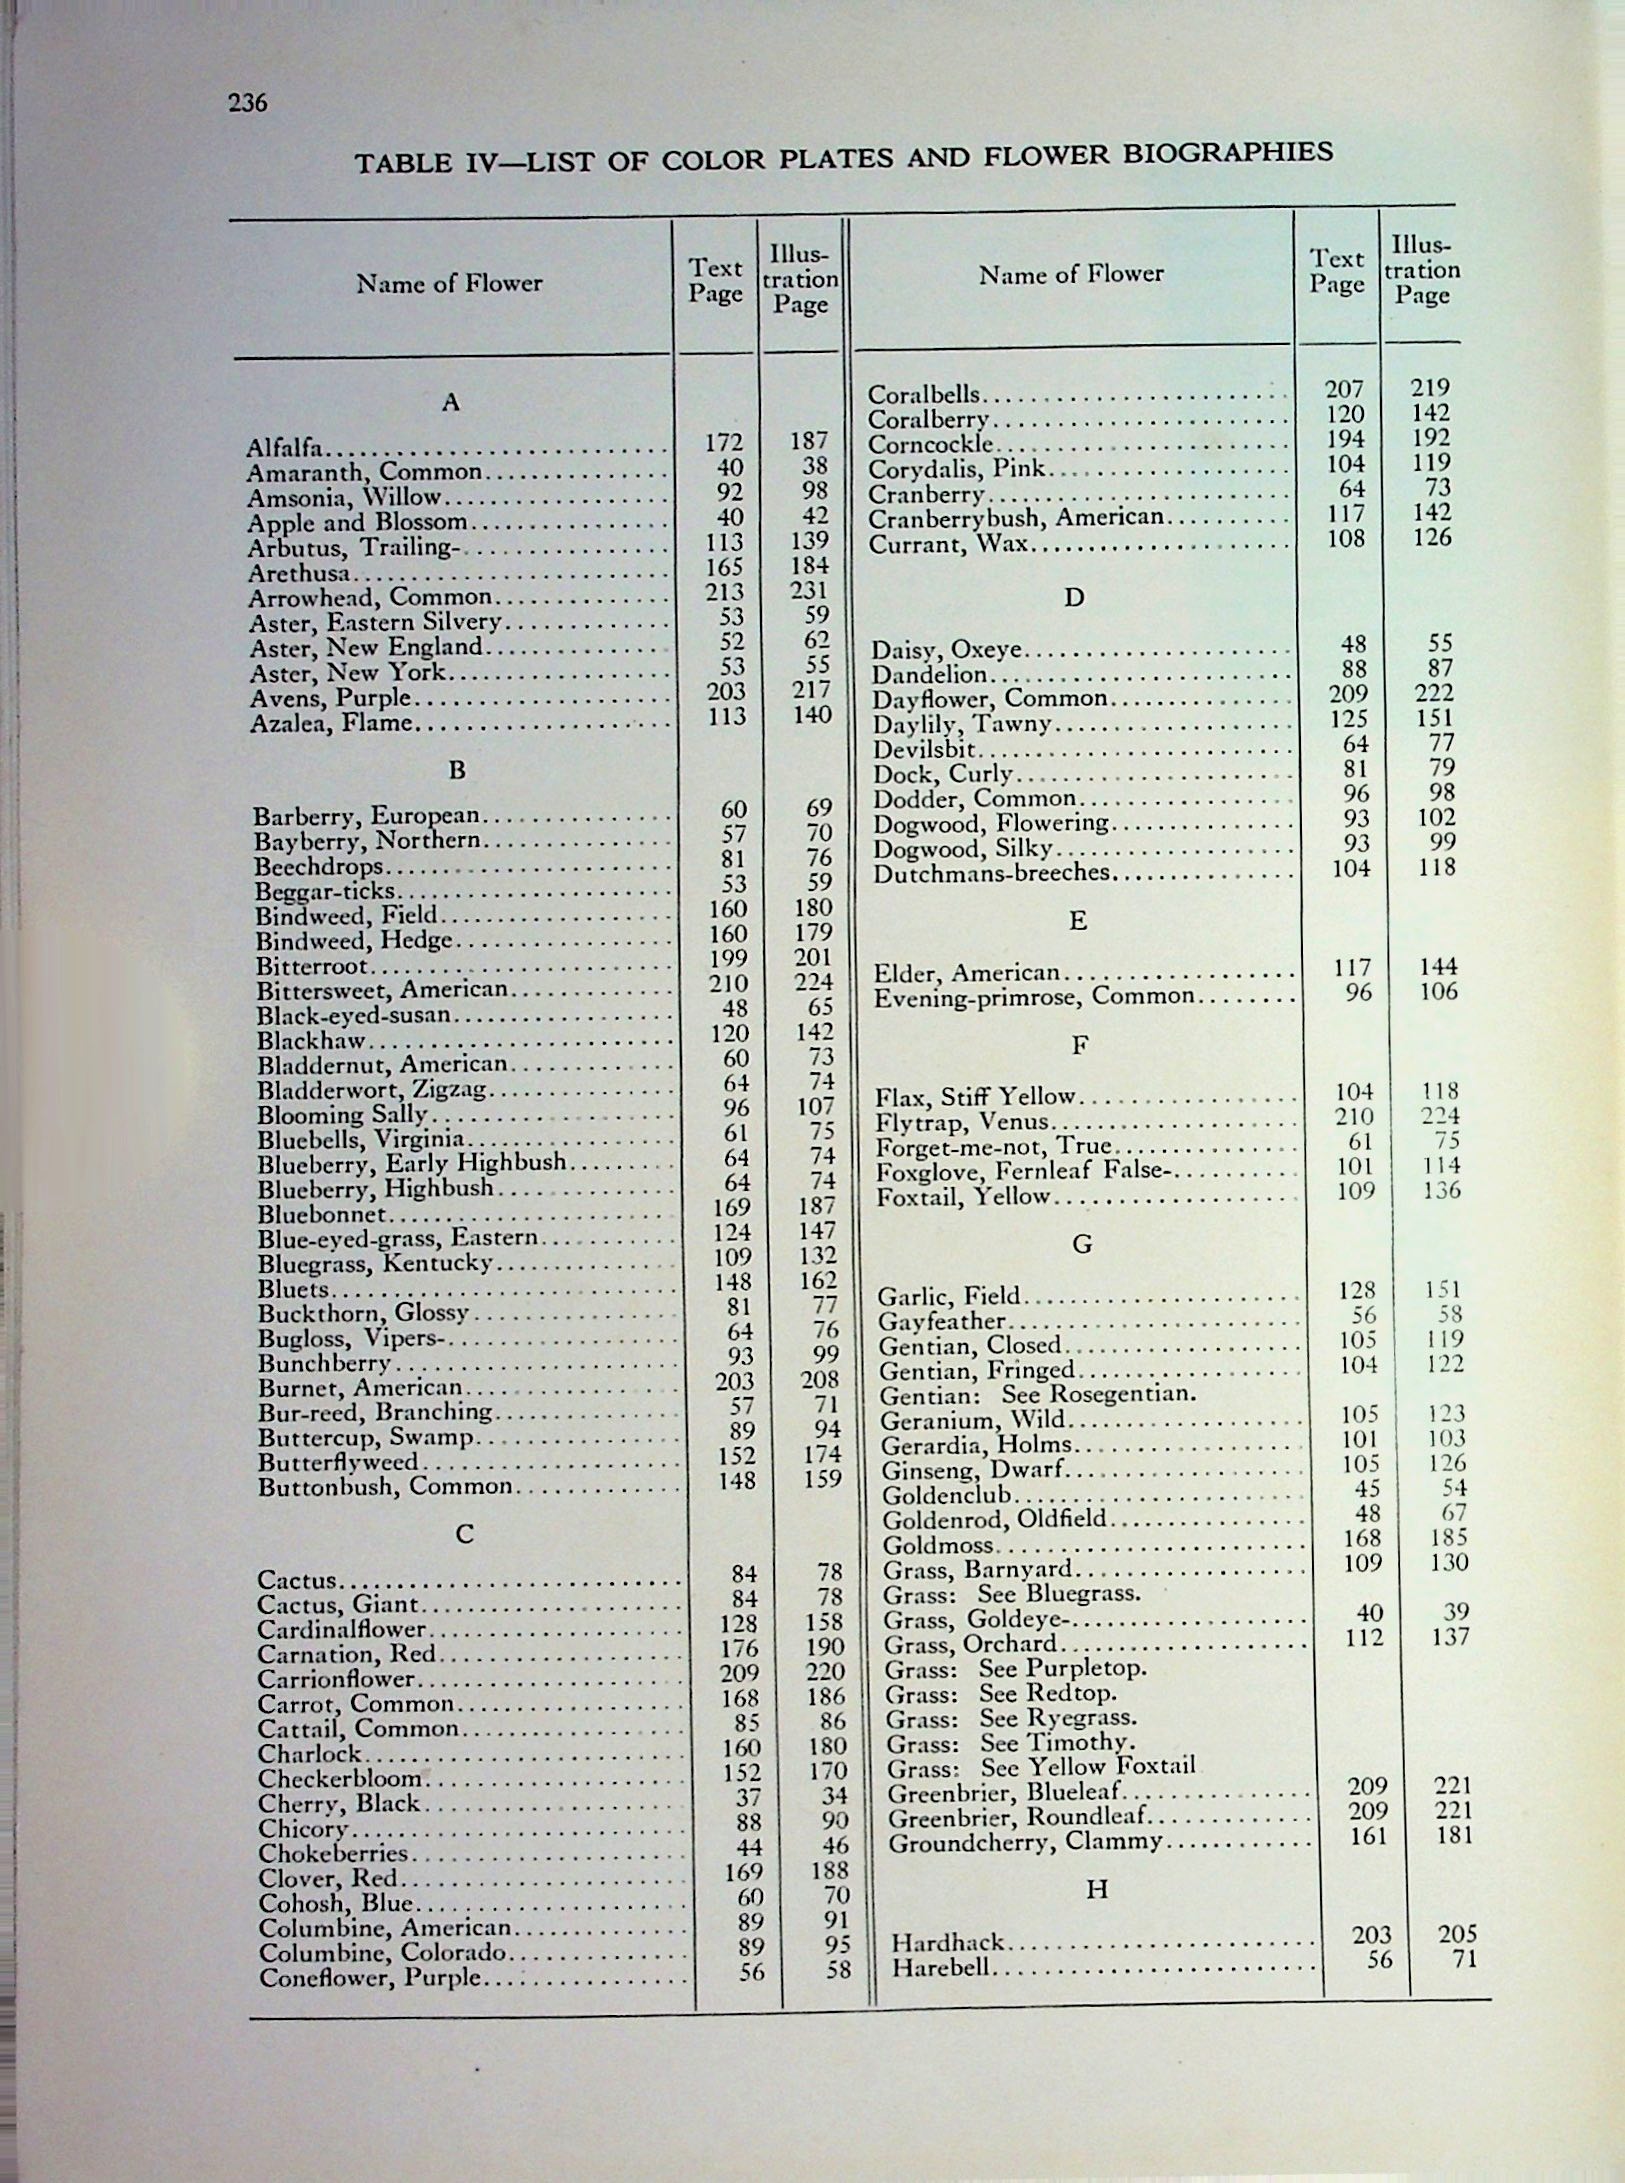 236
TABLE IV—LIST OF COLOR PLATES AND FLOWER BIOGRAPHIES
Name of Flower
Text Page
Illus-tration Page
A
Alfalfa 172 187
Amaranth, Common 40 38
Amsonia, Willow 92 98
Apple and Blossom 40 42
Arbutus, Trailing- 113 139
Arethusa 165 184
Arrowhead, Common 213 231
Aster, Eastern Silvery 53 59
Aster, New England 52 62
Aster, New York 53 55
Avens, Purple 203 217
Azalea, Flame 113 140
B
Barberry, European 60 69
Bayberry, Northern 57 70
Beechdrops 81 76
Beggar-ticks 53 59
Bindweed, Field 160 180
Bindweed, Hedge 160 179
Bitterroot 199 201
Bittersweet, American 210 224
Black-eyed-susan 48 65
Blackhaw 120 142
Bladdernut, American 60 73
Bladderwort, Zigzag 64 74
Blooming Sally 96 107
Bluebells, Virginia 61 75
Blueberry, Early Highbush 64 74
Blueberry, Highbush 64 74
Bluebonnet 169 187
Blue-eyed-grass, Eastern 124 147
Bluegrass, Kentucky 109 132
Bluets 148 162
Buckthorn, Glossy 81 77
Bugloss, Vipers- 64 76
Bunchberry 93 99
Burnet, American 203 208
Bur-reed, Branching 57 71
Buttercup, Swamp 89 94
Butterflyweed 152 174
Buttonbush, Common 148 159
C
Cactus 84 78
Cactus, Giant 84 78
Cardinalflower 128 158
Carnation, Red 176 190
Carrionflower 209 220
Carrot, Common 168 186
Cattail, Common 85 86
Charlock 160 180
Checkerbloom 152 170
Cherry, Black 37 34
Chicory 88 90
Chokeberries 44 46
Clover, Red 169 188
Cohosh, Blue 60 70
Columbine, American 89 91
Columbine, Colorado 89 95
Coneflower, Purple 56 58
Name of Flower
Text Page
Illus-tration Page
Coralbells 207 219
Coralberry 120 142
Corncockle 194 192
Corydalis, Pink 104 119
Cranberry 64 73
Cranberrybush, American 117 142
Currant, Wax 108 126
D
Daisy, Oxeye 48 55
Dandelion 88 87
Dayflower, Common 209 222
Daylily, Tawny 125 151
Devilsbit 64 77
Dock, Curly 81 79
Dodder, Common 96 98
Dogwood, Flowering 93 102
Dogwood, Silky 93 99
Dutchmans-breeches 104 118
E
Elder, American 117 144
Evening-primrose, Common 96 106
F
Flax, Stiff Yellow 104 118
Flytrap, Venus 210 224
Forget-me-not, True 61 75
Foxglove, Fernleaf False- 101 114
Foxtail, Yellow 109 136
G
Garlic, Field 128 151
Gayfeather 56 58
Gentian, Closed 105 119
Gentian, Fringed 104 122
Gentian: See Rosegentian.
Geranium, Wild 105 123
Gerardia, Holms 101 103
Ginseng, Dwarf 105 126
Goldenclub 45 54
Goldenrod, Oldfield 48 67
Goldmoss 168 185
Grass, Barnyard 109 130
Grass: See Bluegrass.
Grass, Goldeye- 40 39
Grass, Orchard 112 137
Grass: See Purpletop.
Grass: See Redtop.
Grass: See Ryegrass.
Grass: See Timothy.
Grass: See Yellow Foxtail
Greenbrier, Blueleaf 209 221
Greenbrier, Roundleaf 209 221
Groundcherry, Clammy 161 181
H
Hardhack 203 205
Harebell 56 71